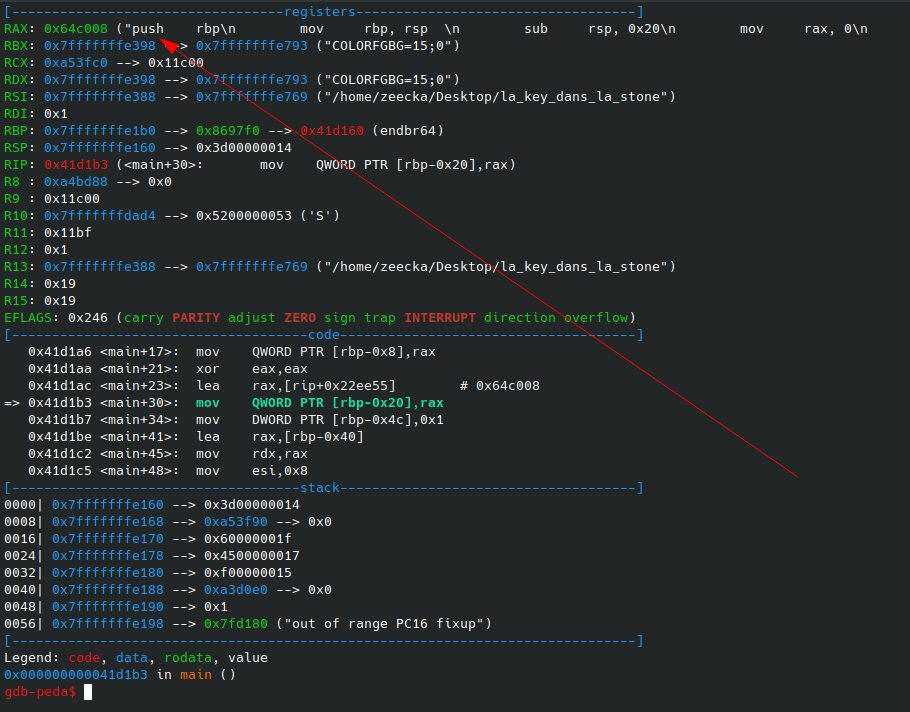 [----------------------------------registers-----------------------------------]
RAX: 0x64c008 ("push    rbp\n        mov     rbp, rsp  \n        sub     rsp, 0x20\n        mov     rax, 0\n
RBX: 0x7fffffffe398 --> 0x7fffffffe793 ("COLORFGBG=15;0")
RCX: 0xa53fc0 --> 0x11c00
RDX: 0x7fffffffe398 --> 0x7fffffffe793 ("COLORFGBG=15;0")
RSI: 0x7fffffffe388 --> 0x7fffffffe769 ("/home/zeecka/Desktop/la_key_dans_la_stone")
RDI: 0x1
RBP: 0x7fffffffe1b0 --> 0x8697f0 --> 0x41d160 (endbr64)
RSP: 0x7fffffffe160 --> 0x3d00000014
RIP: 0x41d1b3 (<main+30>:       mov    QWORD PTR [rbp-0x20],rax)
R8 : 0xa4bd88 --> 0x0
R9 : 0x11c00
R10: 0x7fffffffdad4 --> 0x5200000053 ('S')
R11: 0x11bf
R12: 0x1
R13: 0x7fffffffe388 --> 0x7fffffffe769 ("/home/zeecka/Desktop/la_key_dans_la_stone")
R14: 0x19
R15: 0x19
EFLAGS: 0x246 (carry PARITY adjust ZERO sign trap INTERRUPT direction overflow)
[-------------------------------------code-------------------------------------]
   0x41d1a6 <main+17>:  mov    QWORD PTR [rbp-0x8],rax
   0x41d1aa <main+21>:  xor    eax,eax
   0x41d1ac <main+23>:  lea    rax,[rip+0x22ee55]        # 0x64c008
=> 0x41d1b3 <main+30>:  mov    QWORD PTR [rbp-0x20],rax
   0x41d1b7 <main+34>:  mov    DWORD PTR [rbp-0x4c],0x1
   0x41d1be <main+41>:  lea    rax,[rbp-0x40]
   0x41d1c2 <main+45>:  mov    rdx,rax
   0x41d1c5 <main+48>:  mov    esi,0x8
[------------------------------------stack-------------------------------------]
0000| 0x7fffffffe160 --> 0x3d00000014
0008| 0x7fffffffe168 --> 0xa53f90 --> 0x0
0016| 0x7fffffffe170 --> 0x60000001f
0024| 0x7fffffffe178 --> 0x4500000017
0032| 0x7fffffffe180 --> 0xf00000015
0040| 0x7fffffffe188 --> 0xa3d0e0 --> 0x0
0048| 0x7fffffffe190 --> 0x1
0056| 0x7fffffffe198 --> 0x7fd180 ("out of range PC16 fixup")
[------------------------------------------------------------------------------]
Legend: code, data, rodata, value
0x000000000041d1b3 in main ()
gdb-peda$